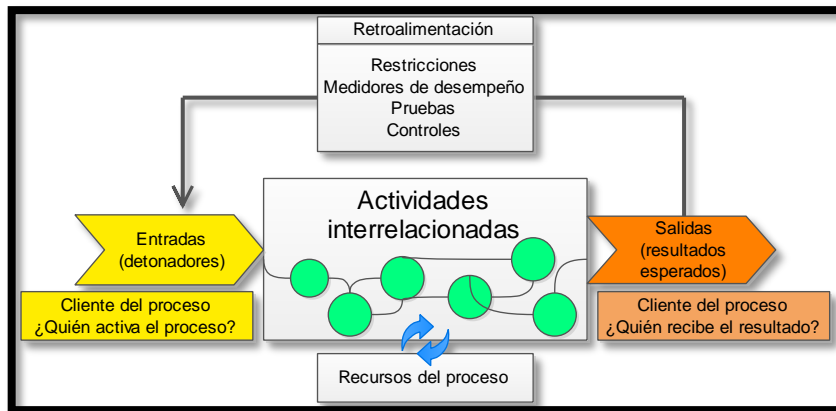 Retroalimentación
Restricciones
Medidores de desempeño
Pruebas
Controles
Actividades
interrelacionadas
Entradas
(detonadores)
Salidas
(resultados
esperados)
Cliente del proceso
¿Quién activa el proceso?
Cliente del proceso
¿Quién recibe el resultado?
Recursos del proceso